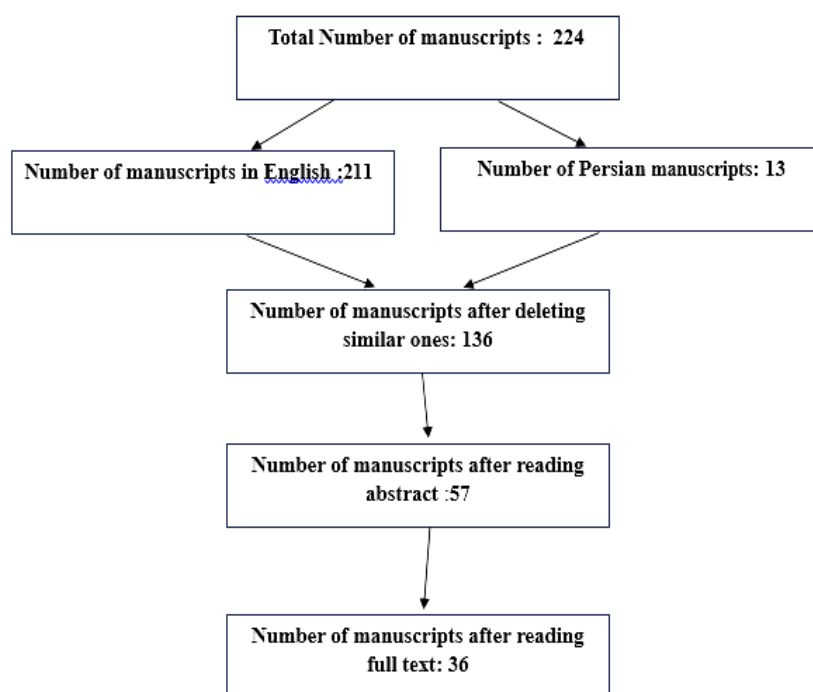 Total Number of manuscripts : 224
Number of manuscripts in English :211
Number of Persian manuscripts: 13
Number of manuscripts after deleting
similar ones: 136
Number of manuscripts after reading
abstract :57
Number of manuscripts after reading
full text: 36